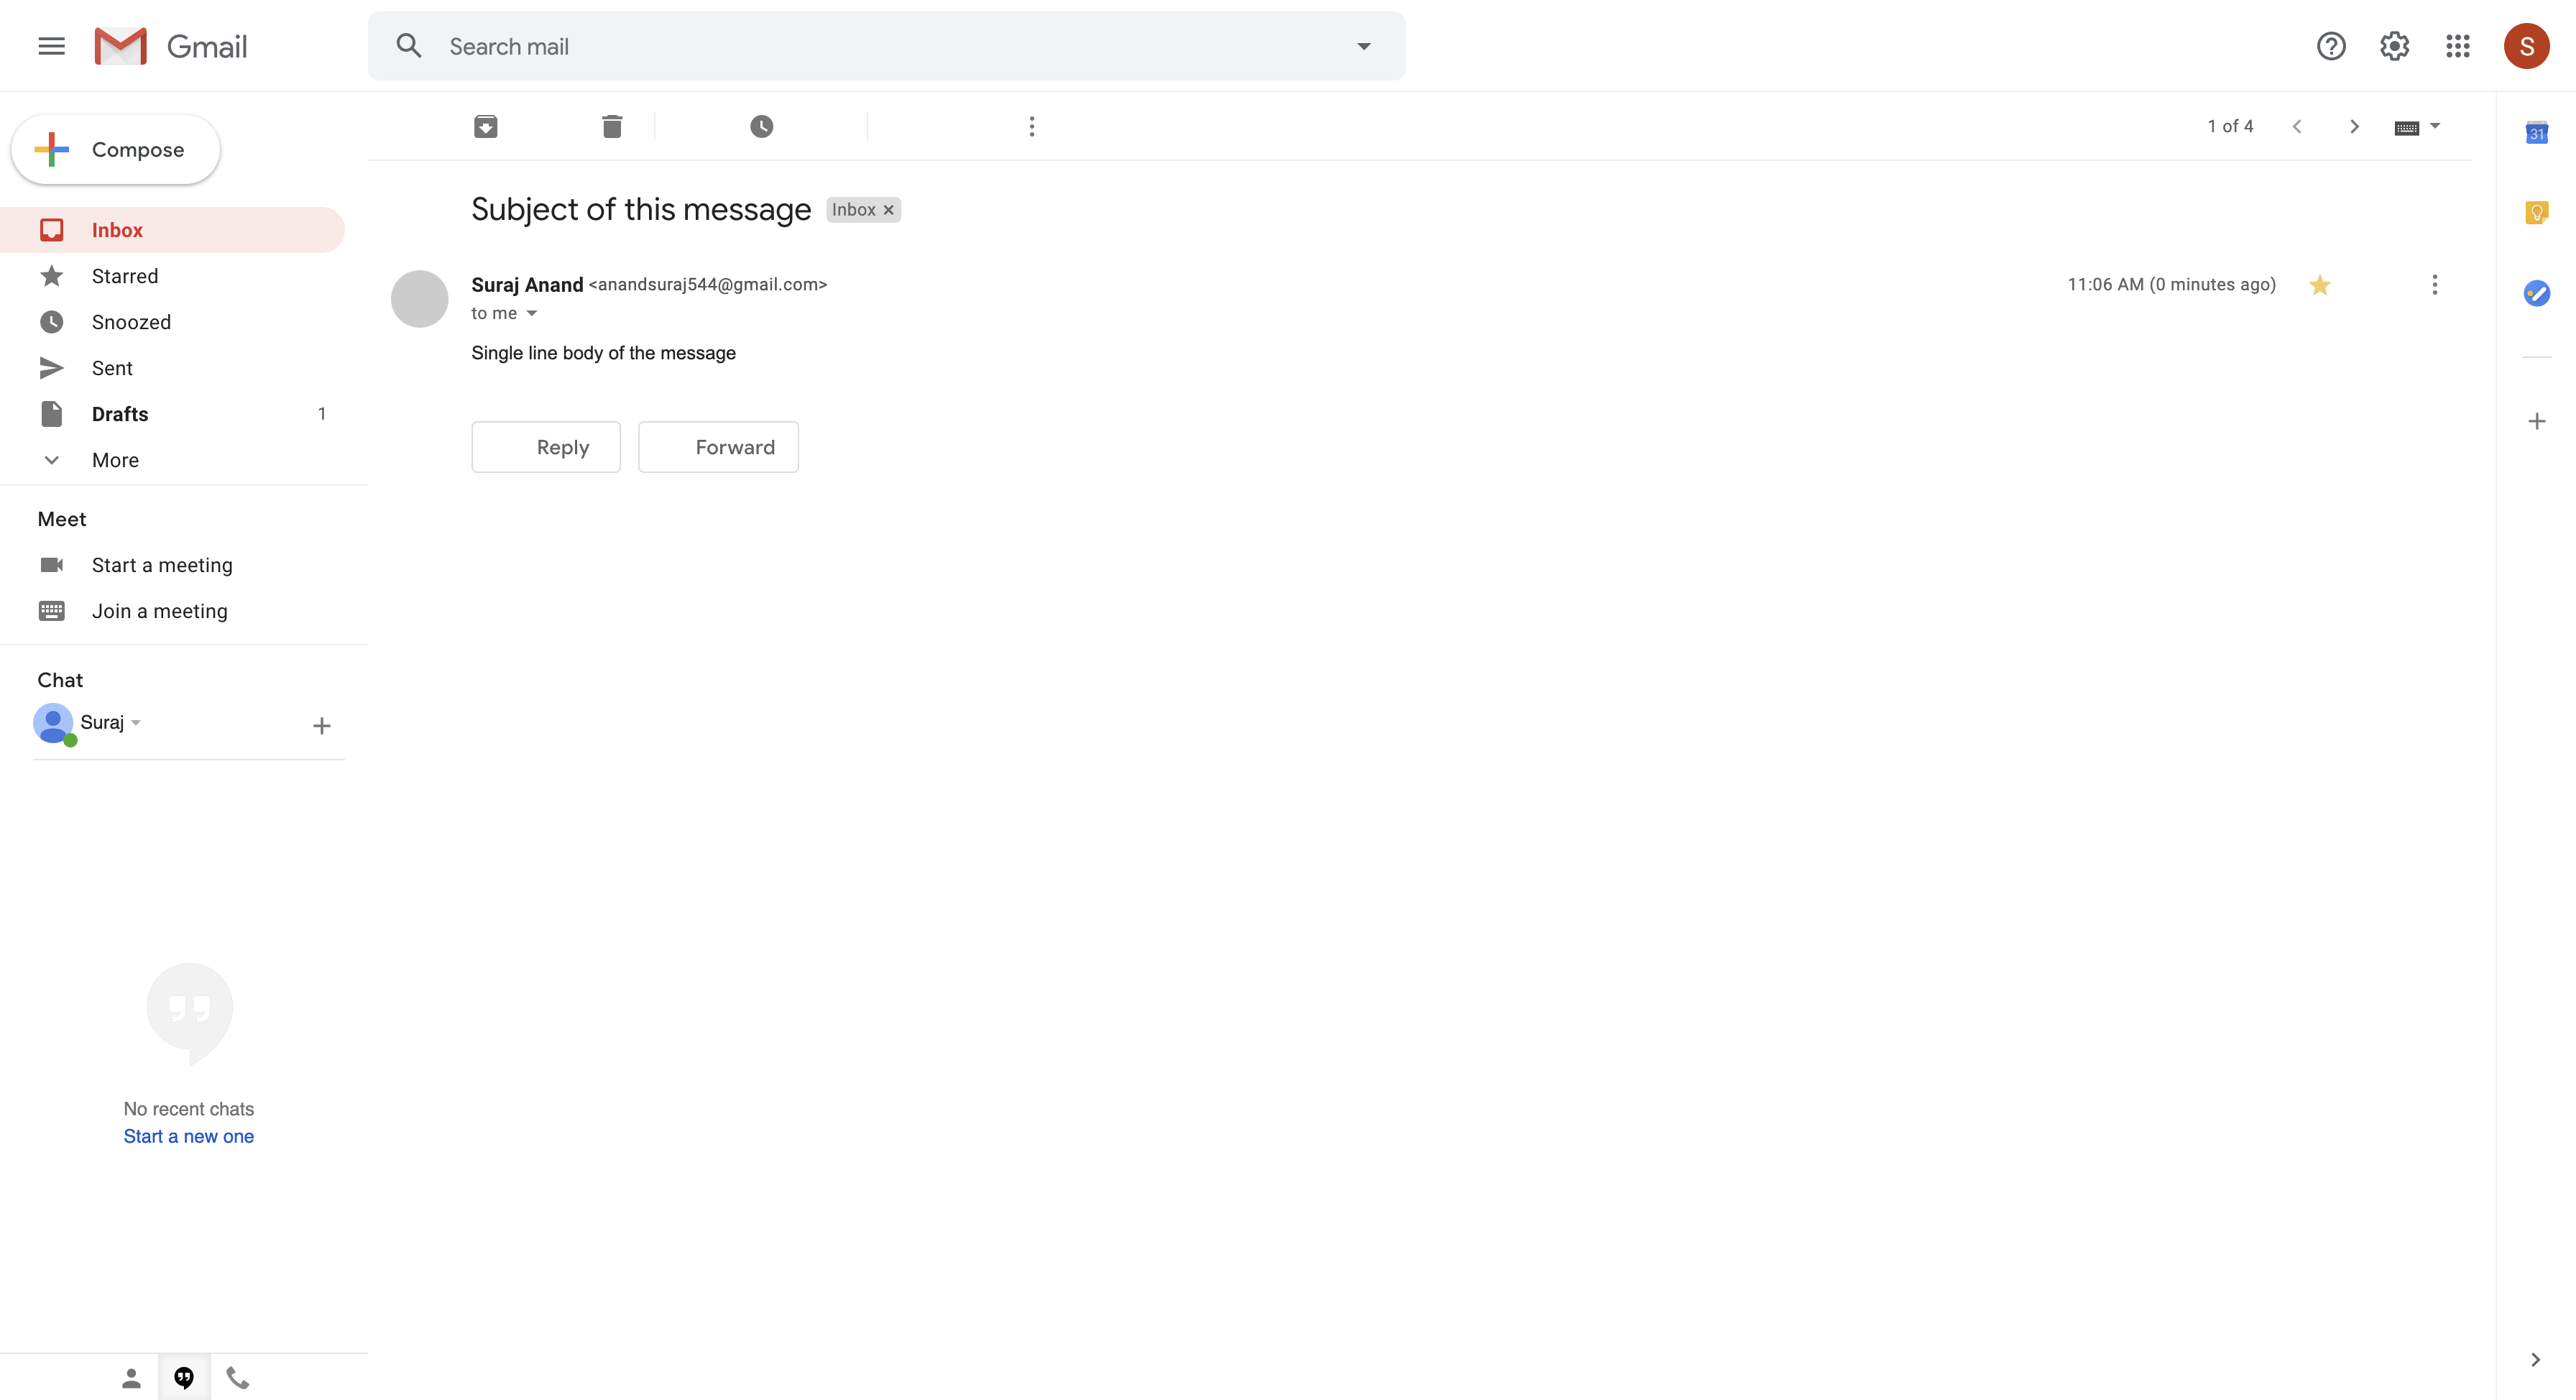 Gmail
Search mail
S
Compose
1 of 4
31
Subject of this message Inbox ×
Inbox
Starred
Snoozed
Sent
Drafts 1
More
Suraj Anand <anandsuraj544@gmail.com> 11:06 AM (0 minutes ago)
to me
Single line body of the message
Reply Forward
Meet
Start a meeting
Join a meeting
Chat
Suraj
No recent chats
Start a new one